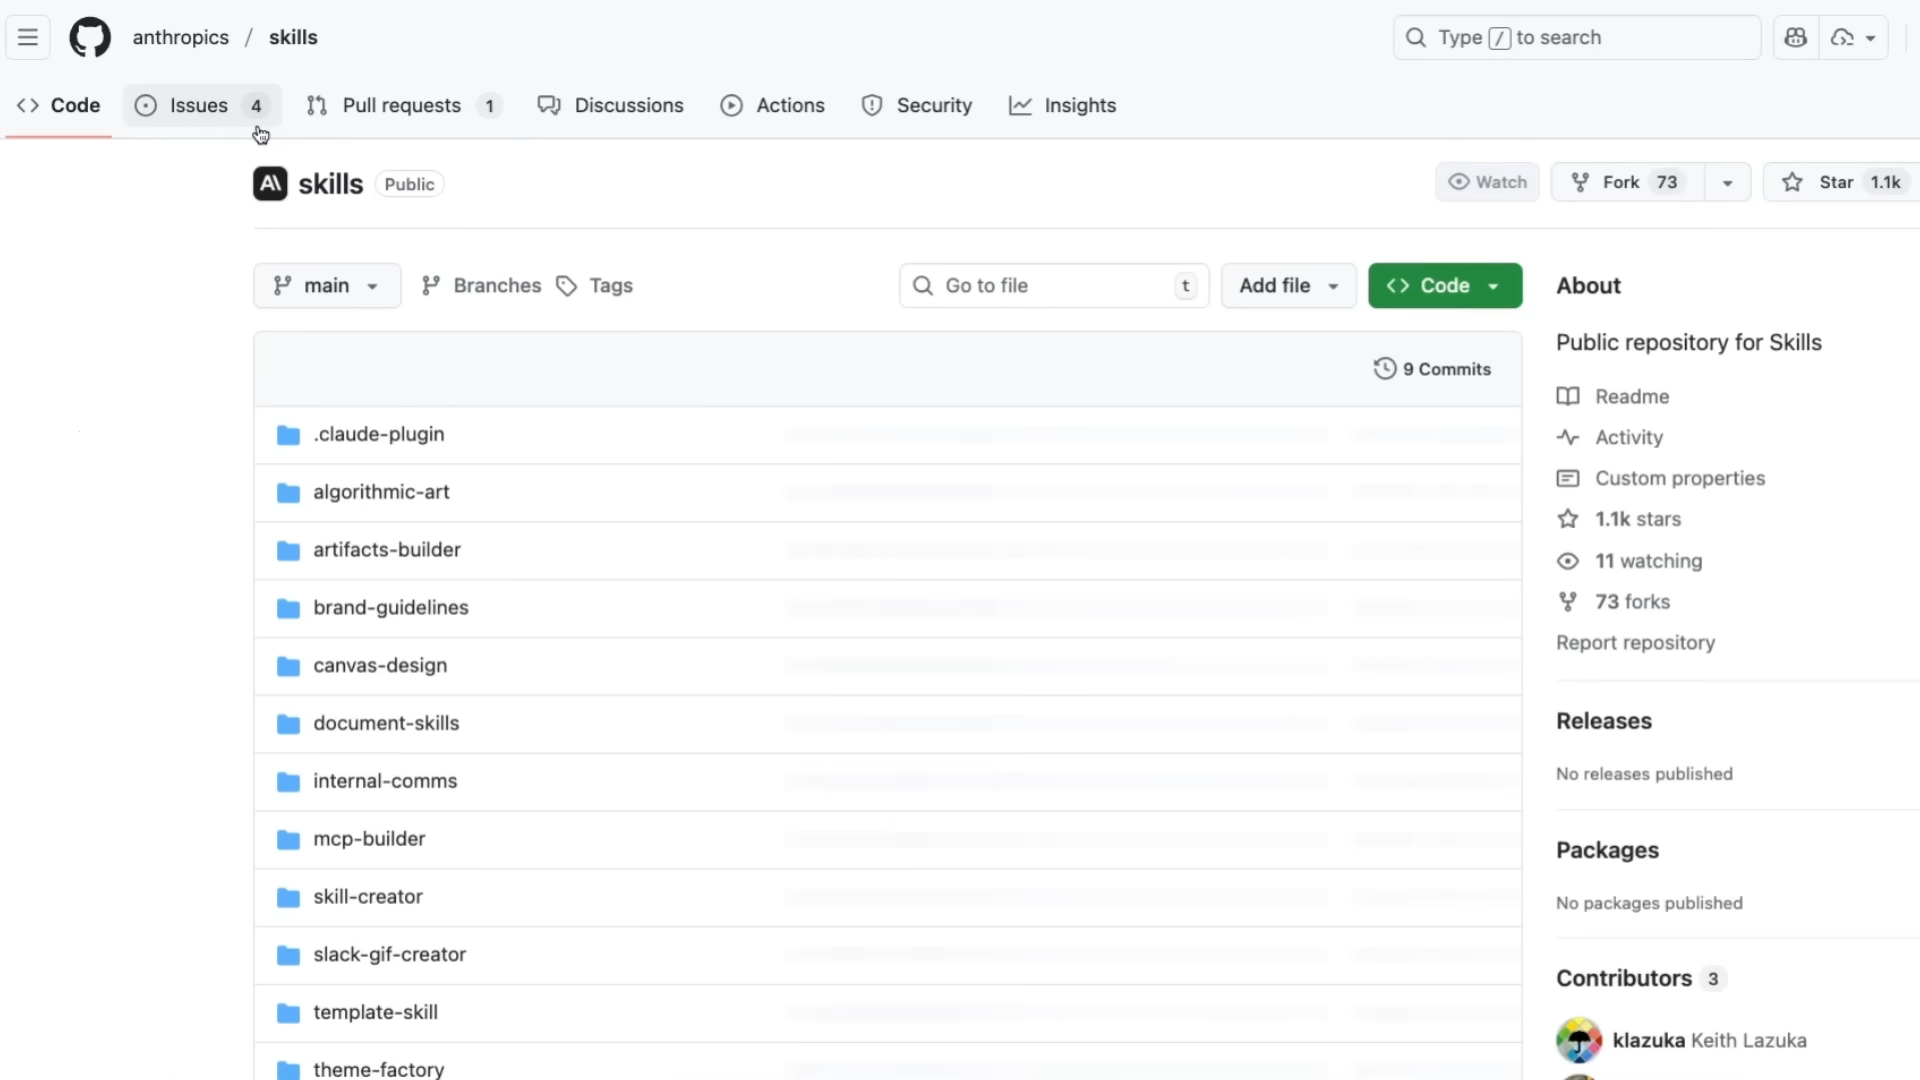 anthropics / skills
Type / to search
Code
Issues 4
Pull requests 1
Discussions
Actions
Security
Insights
skills Public
Watch
Fork 73
Star 1.1k
main
Branches
Tags
Go to file t
Add file
Code
9 Commits
.claude-plugin
algorithmic-art
artifacts-builder
brand-guidelines
canvas-design
document-skills
internal-comms
mcp-builder
skill-creator
slack-gif-creator
template-skill
theme-factory
About
Public repository for Skills
Readme
Activity
Custom properties
1.1k stars
11 watching
73 forks
Report repository
Releases
No releases published
Packages
No packages published
Contributors 3
klazuka Keith Lazuka